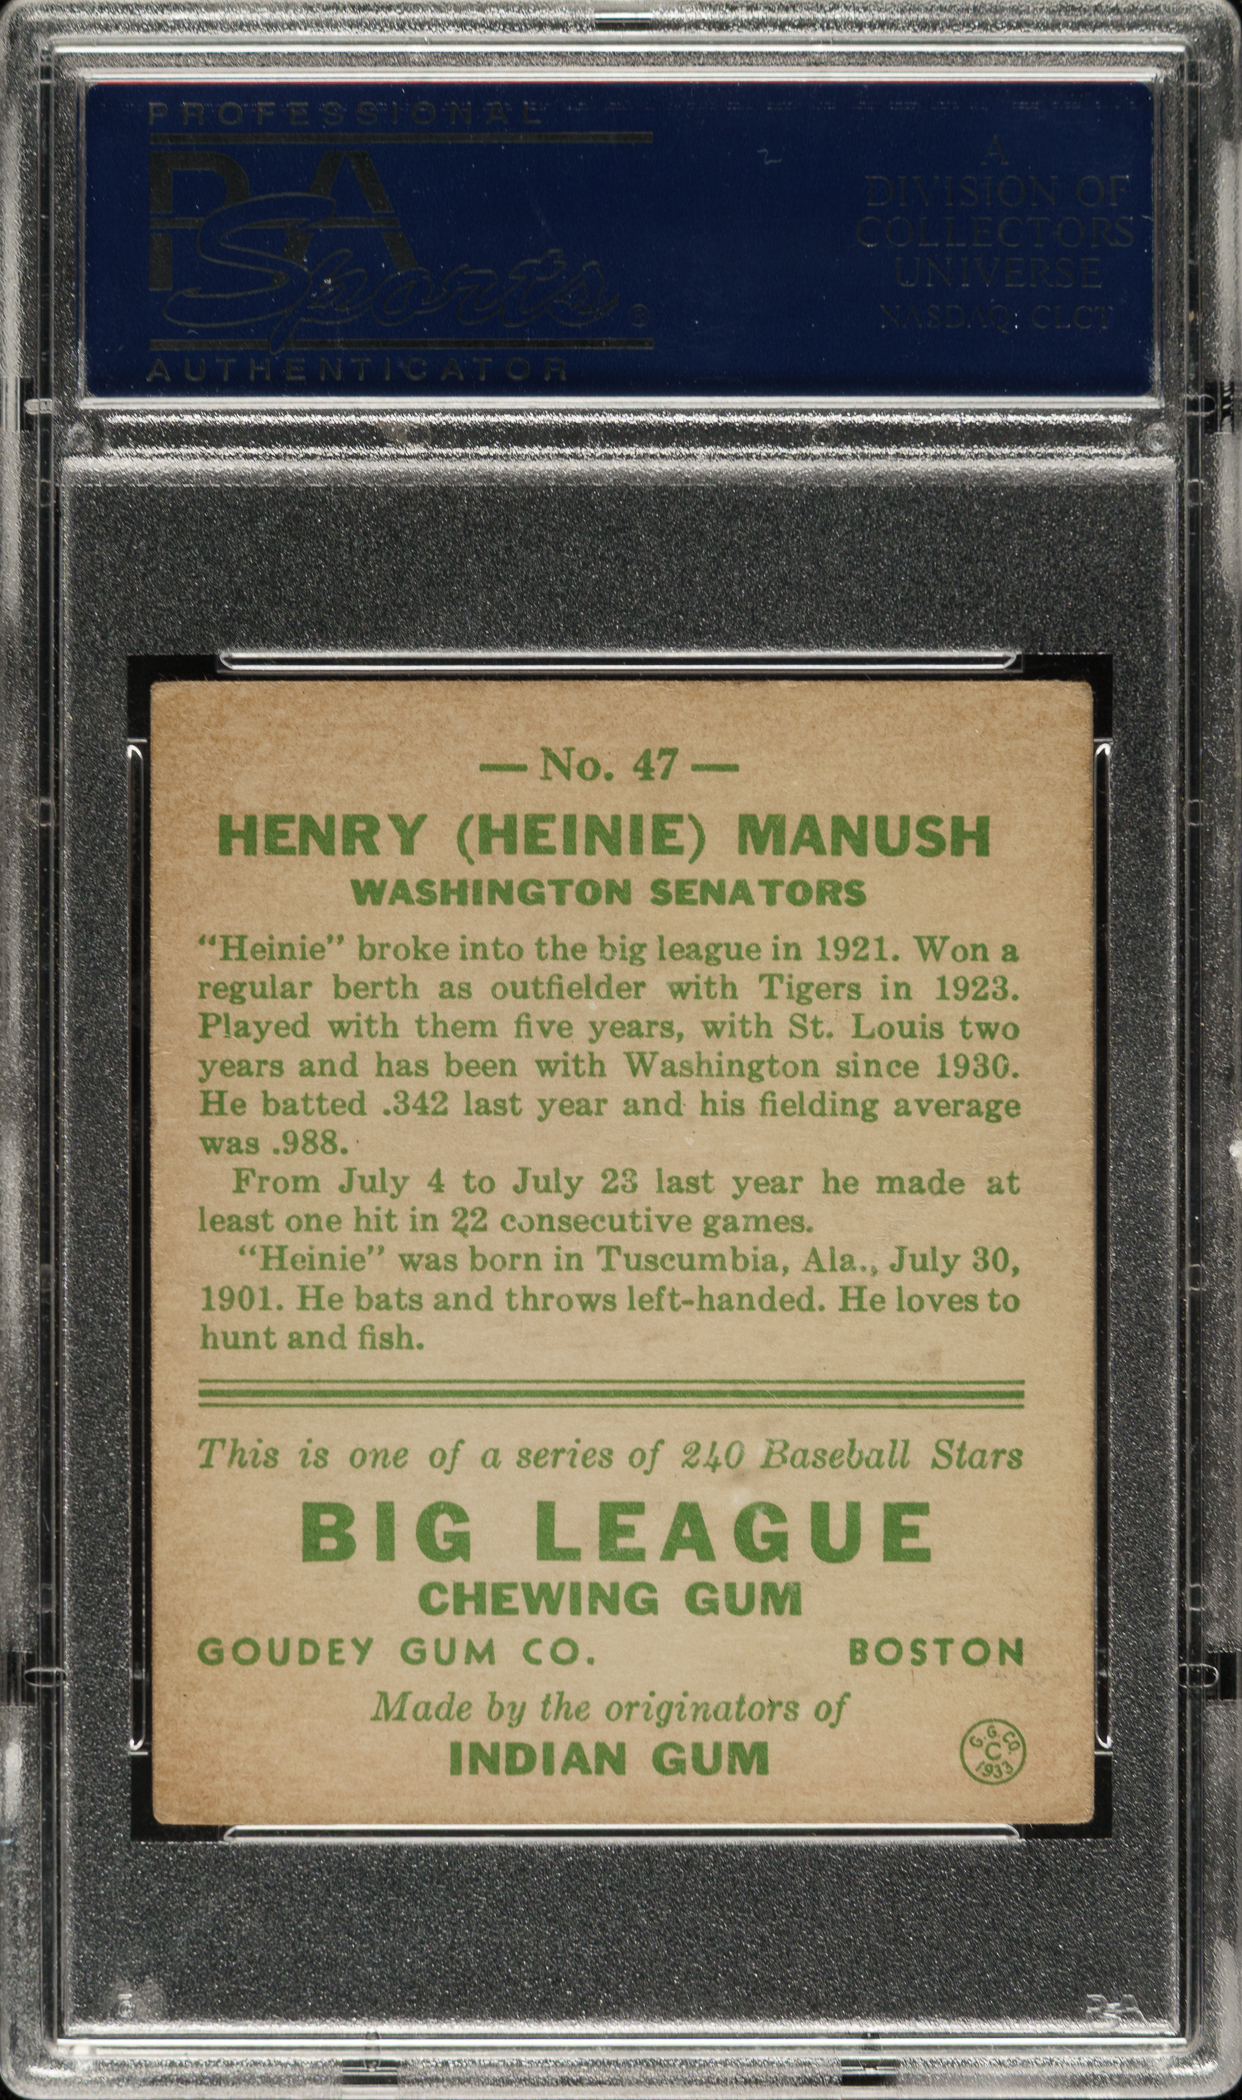 PROFESSIONAL
PSA
Sports®
AUTHENTICATOR
A
DIVISION OF
COLLECTORS
UNIVERSE
NASDAQ: CLCT
— No. 47 —
HENRY (HEINIE) MANUSH
WASHINGTON SENATORS
“Heinie” broke into the big league in 1921. Won a
regular berth as outfielder with Tigers in 1923.
Played with them five years, with St. Louis two
years and has been with Washington since 1930.
He batted .342 last year and his fielding average
was .988.
From July 4 to July 23 last year he made at
least one hit in 22 consecutive games.
“Heinie” was born in Tuscumbia, Ala., July 30,
1901. He bats and throws left-handed. He loves to
hunt and fish.
This is one of a series of 240 Baseball Stars
BIG LEAGUE
CHEWING GUM
GOUDEY GUM CO. BOSTON
Made by the originators of
INDIAN GUM
G. G. CO.
C
1933
PSA